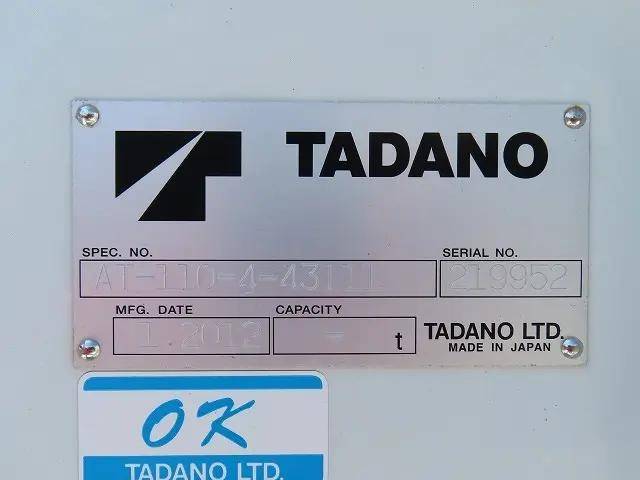 TADANO
SPEC. NO.
SERIAL NO.
AT-110-4-43111
219952
MFG. DATE
CAPACITY
1.2012
- t
TADANO LTD.
MADE IN JAPAN
OK
TADANO LTD.